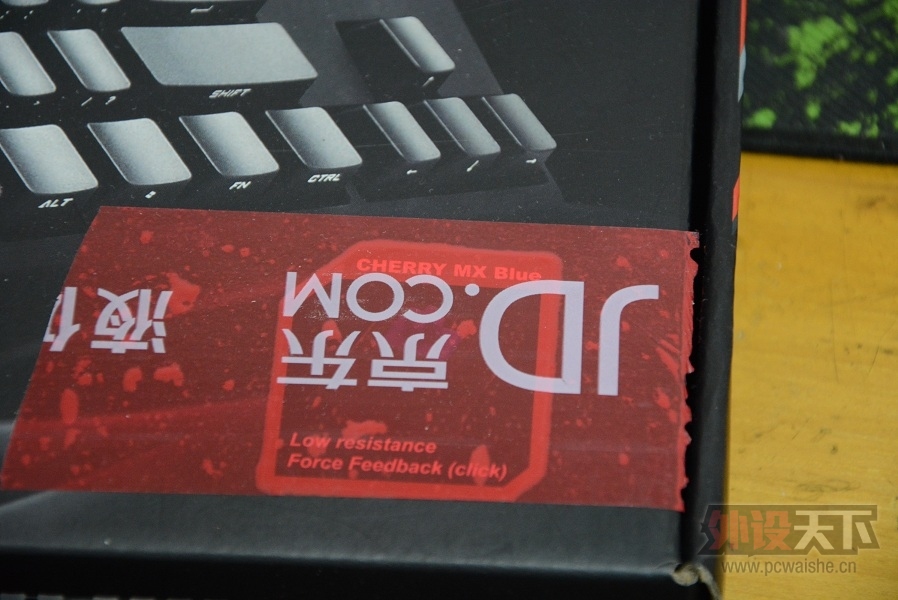 SHIFT
ALT
FN
CTRL
CHERRY MX Blue
JD.COM
京东
液
Low resistance
Force Feedback (click)
外设天下
www.pcwaishe.cn